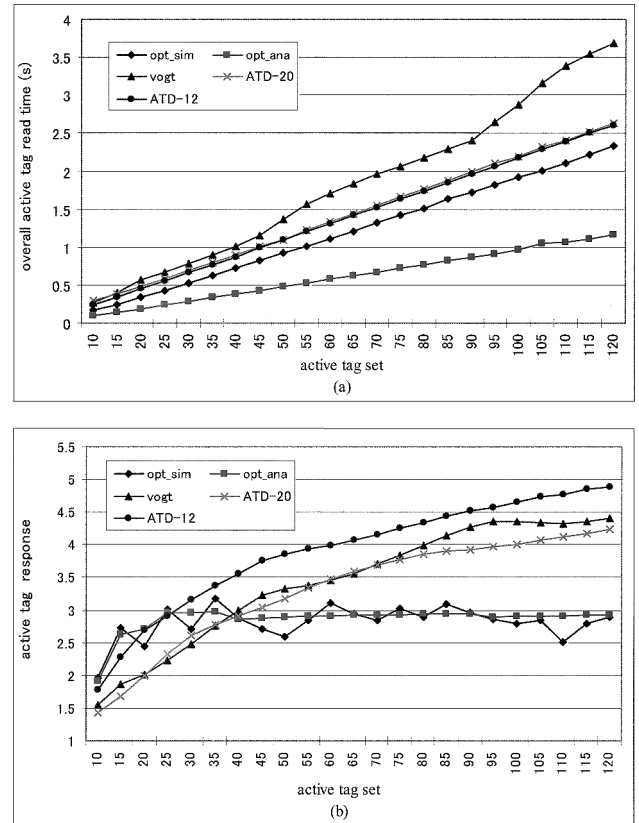 4
3.5
3
2.5
2
1.5
1
0.5
0
overall active tag read time (s)
opt_sim opt_ana
vogt ATD-20
ATD-12
10 15 20 25 30 35 40 45 50 55 60 65 70 75 80 85 90 95 100 105 110 115 120
active tag set
(a)
5.5
5
4.5
4
3.5
3
2.5
2
1.5
1
active tag response
opt_sim opt_ana
vogt ATD-20
ATD-12
10 15 20 25 30 35 40 45 50 55 60 65 70 75 80 85 90 95 100 105 110 115 120
active tag set
(b)